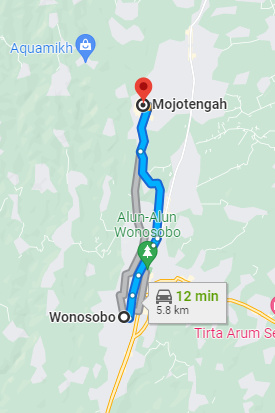 Aquamikh
Mojotengah
Alun-Alun
Wonosobo
12 min
5.8 km
Wonosobo
Tirta Arum Se